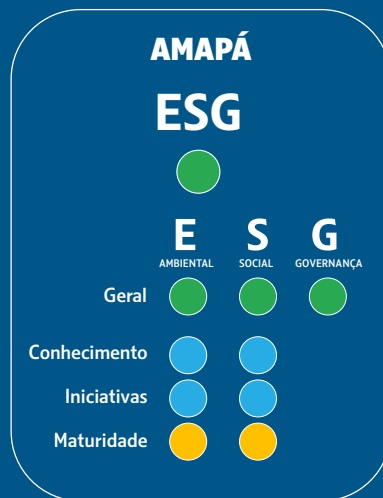 AMAPÁ
ESG
E S G
AMBIENTAL SOCIAL GOVERNANÇA
Geral
Conhecimento
Iniciativas
Maturidade